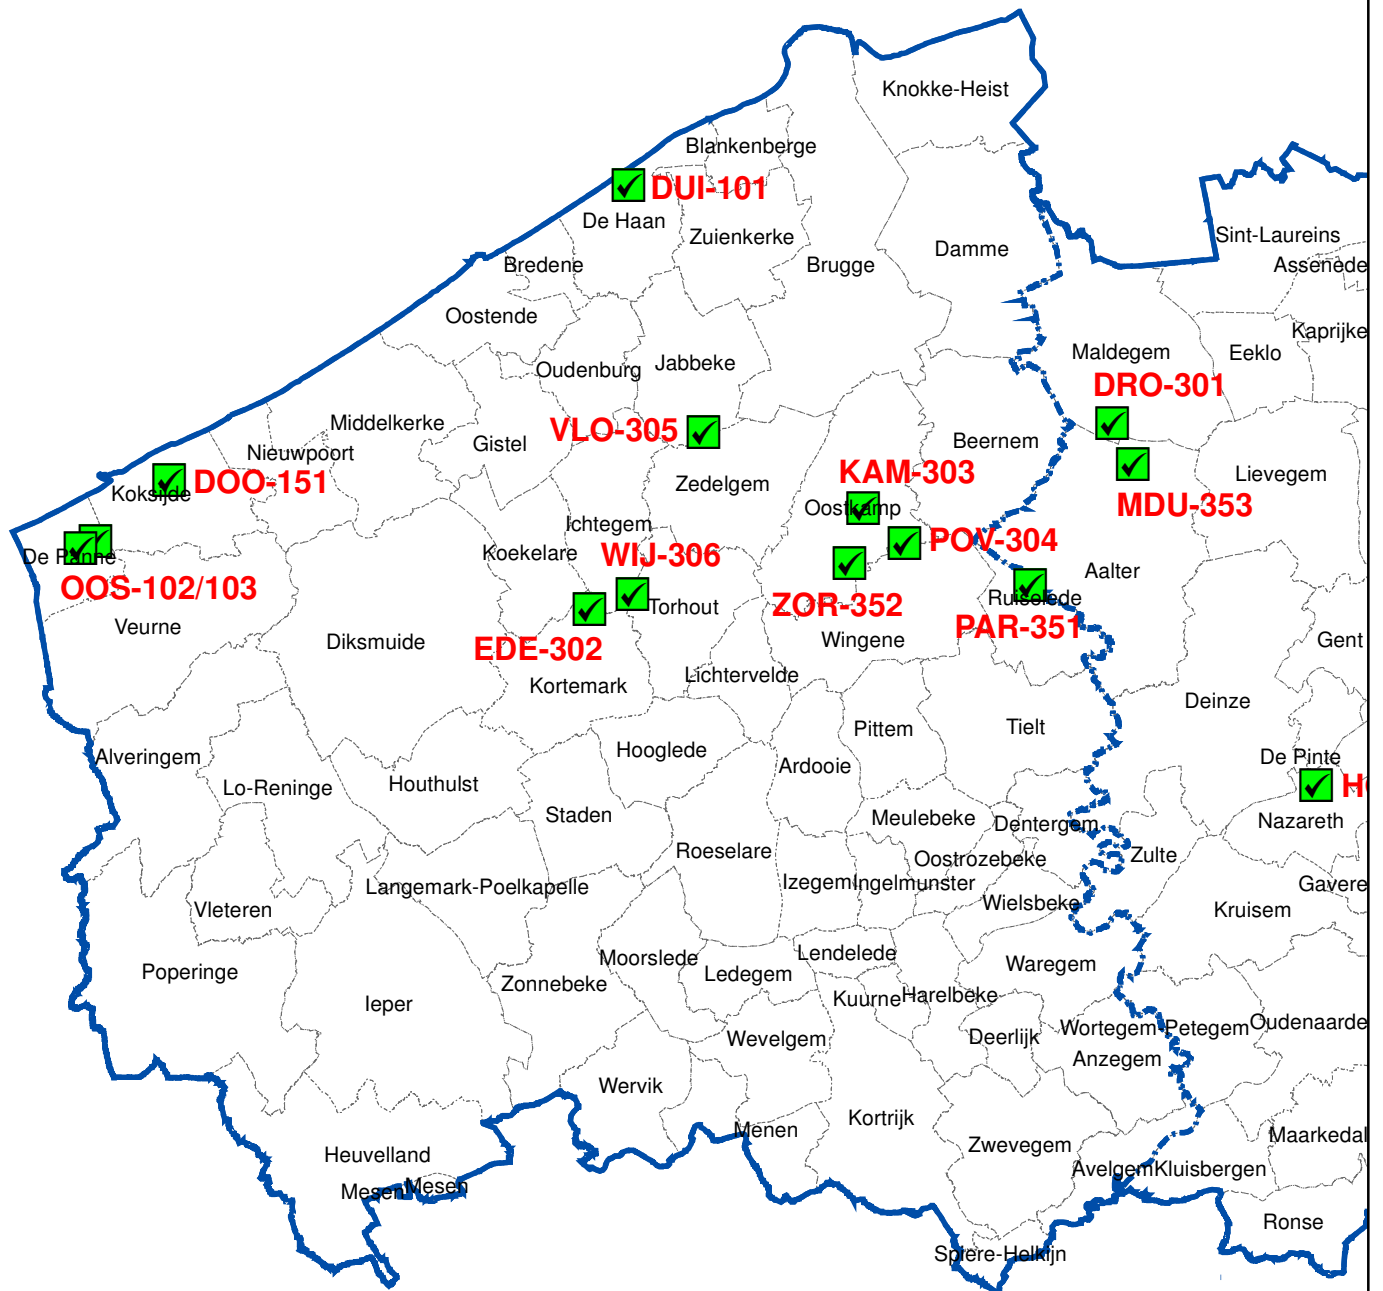 Knokke-Heist
Blankenberge
DUI-101
De Haan
Zuienkerke
Sint-Laureins
Damme
Bredene
Brugge
Assenede
Oostende
Kaprijke
Maldegem
Eeklo
Jabbeke
Oudenburg
DRO-301
Middelkerke
VLO-305
Gistel
Beernem
Nieuwpoort
KAM-303
Lievegem
DOO-151
Zedelgem
Koksijde
MDU-353
Oostkamp
Ichtegem
POV-304
Koekelare
WIJ-306
De Panne
Aalter
OOS-102/103
Ruiselede
ZOR-352
Torhout
Veurne
PAR-351
Diksmuide
Wingene
Gent
EDE-302
Lichtervelde
Kortemark
Deinze
Tielt
Pittem
Hooglede
Alveringem
De Pinte
Ardooie
Houthulst
Lo-Reninge
Staden
Meulebeke
Nazareth
Dentergem
Roeselare
Zulte
Oostrozebeke
Izegem
Ingelmunster
Gavere
Langemark-Poelkapelle
Wielsbeke
Vleteren
Kruisem
Lendelede
Moorslede
Waregem
Poperinge
Ledegem
Zonnebeke
Harelbeke
Kuurne
Ieper
Oudenaarde
Wortegem-Petegem
Deerlijk
Wevelgem
Anzegem
Wervik
Kortrijk
Menen
Maarkedal
Zwevegem
Heuvelland
Avelgem
Kluisbergen
Mesen
Mesen
Ronse
Spiere-Helkijn